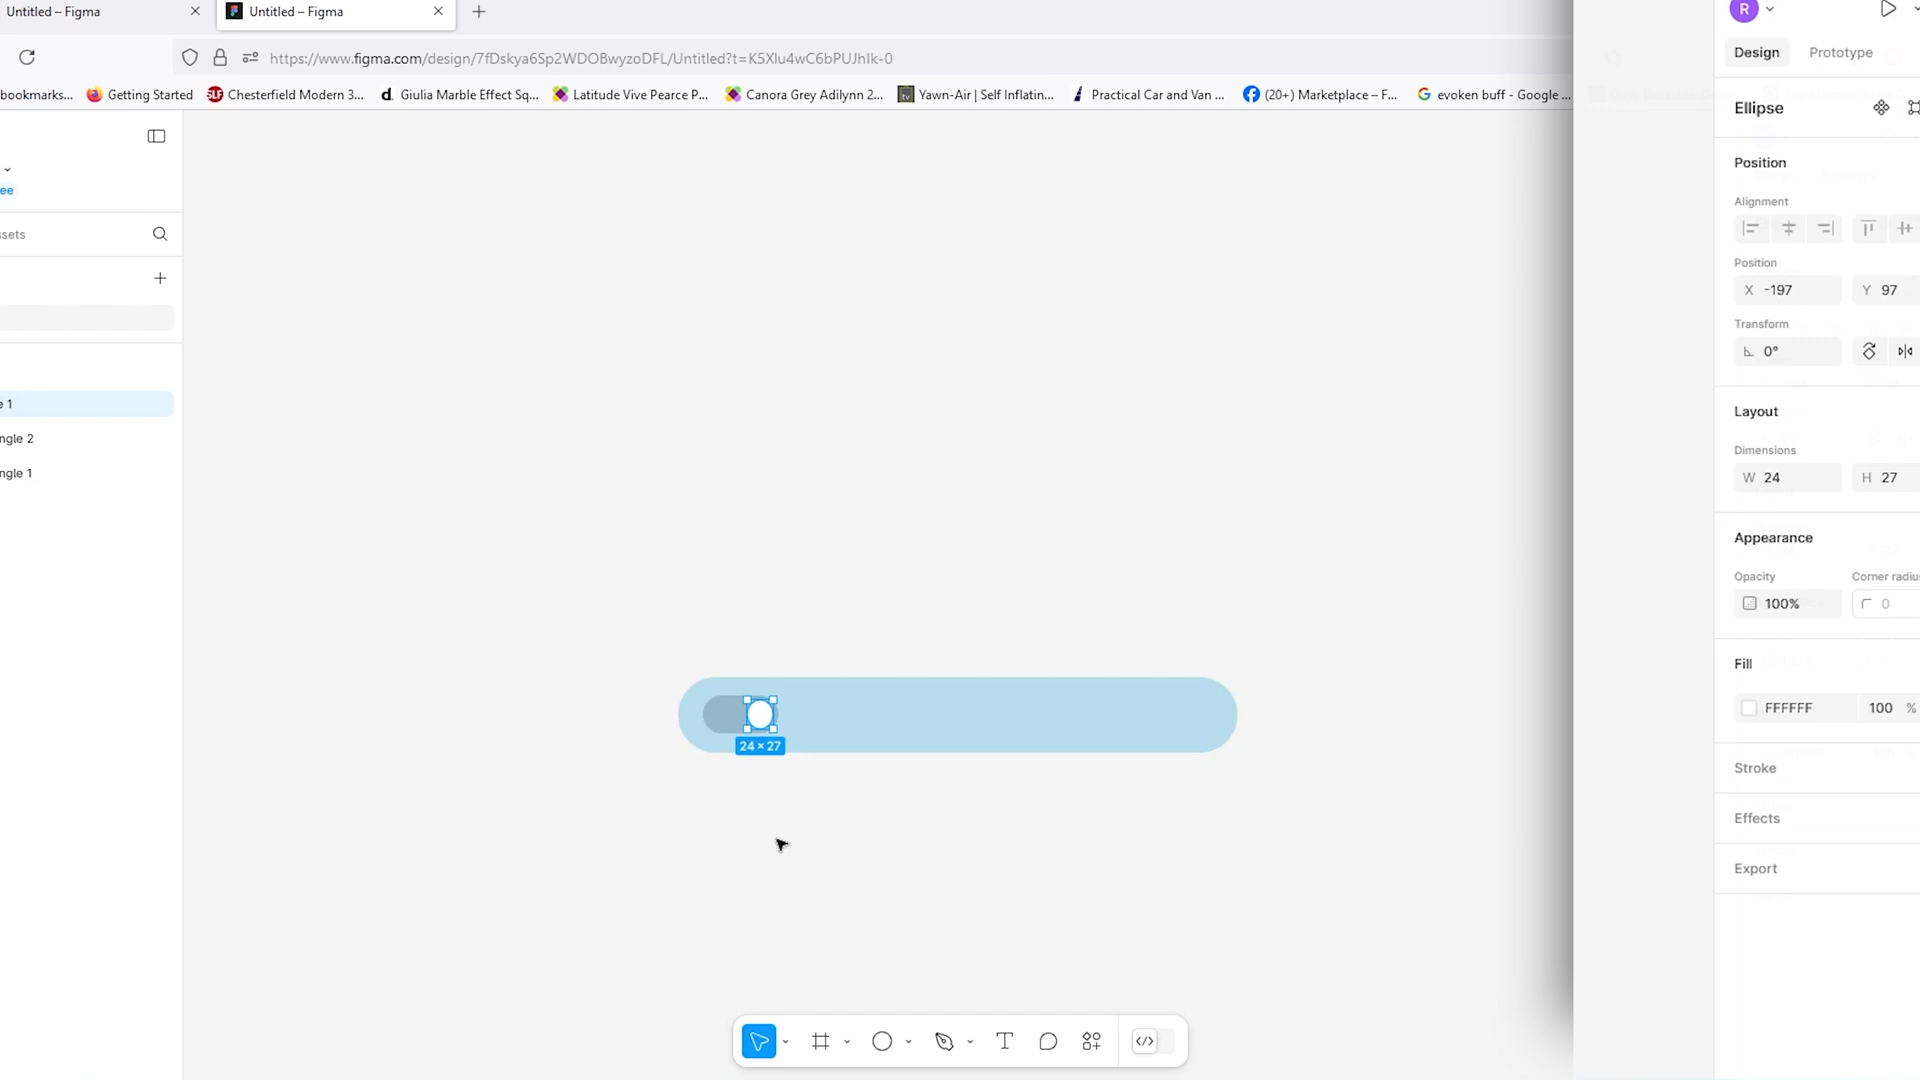 Untitled – Figma
Untitled – Figma
https://www.figma.com/design/7fDskya6Sp2WDOBwyzoDFL/Untitled?t=K5Xlu4wC6bPUJhIk-0
bookmarks...
Getting Started
SLF
Chesterfield Modern 3...
d.
Giulia Marble Effect Sq...
Latitude Vive Pearce P...
Canora Grey Adilynn 2...
Yawn-Air | Self Inflatin...
Practical Car and Van ...
(20+) Marketplace – F...
evoken buff - Google ...
R
Design
Prototype
Ellipse
ee
ssets
e 1
ngle 2
ngle 1
Position
Alignment
Position
X -197
Y 97
Transform
0°
Layout
Dimensions
W 24
H 27
Appearance
Opacity
Corner radiu
100%
0
Fill
FFFFFF
100 %
Stroke
Effects
Export
24 × 27